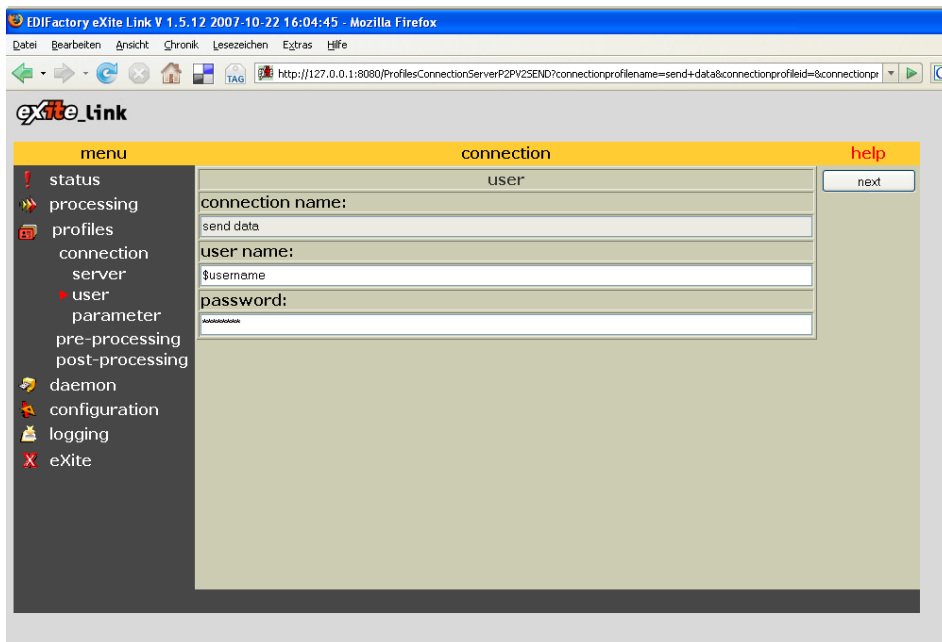 EDIFactory eXite Link V 1.5.12 2007-10-22 16:04:45 - Mozilla Firefox
Datei Bearbeiten Ansicht Chronik Lesezeichen Extras Hilfe
TAG http://127.0.0.1:8080/ProfilesConnectionServerP2PV2SEND?connectionprofilename=send+data&connectionprofileid=&connectionpr
eXite_Link
menu connection help
status
processing
profiles
connection
server
user
parameter
pre-processing
post-processing
daemon
configuration
logging
eXite
user
connection name:
send data
user name:
$username
password:
********
next